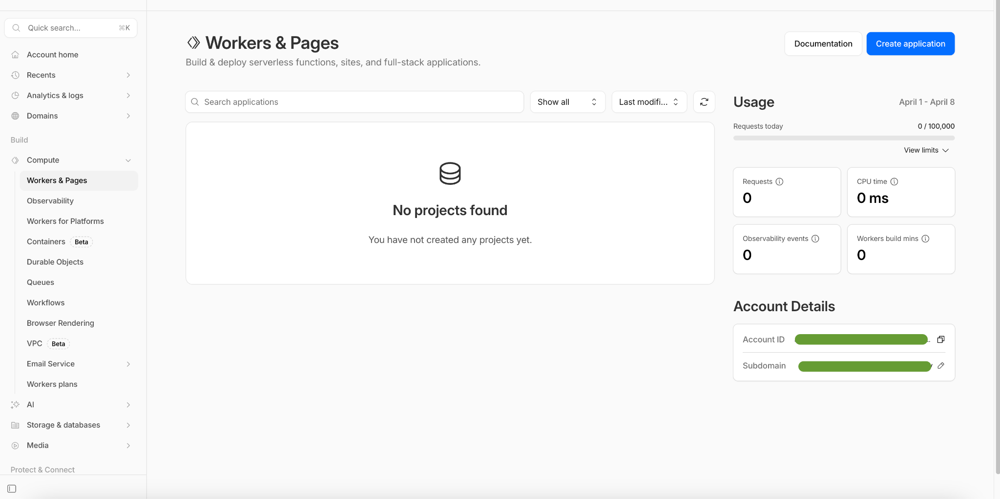 Quick search... ⌘K
Account home
Recents
Analytics & logs
Domains
Build
Compute
Workers & Pages
Observability
Workers for Platforms
Containers Beta
Durable Objects
Queues
Workflows
Browser Rendering
VPC Beta
Email Service
Workers plans
AI
Storage & databases
Media
Protect & Connect
Workers & Pages
Build & deploy serverless functions, sites, and full-stack applications.
Documentation
Create application
Search applications
Show all
Last modifi...
No projects found
You have not created any projects yet.
Usage April 1 - April 8
Requests today 0 / 100,000
View limits
Requests
0
CPU time
0 ms
Observability events
0
Workers build mins
0
Account Details
Account ID
Subdomain